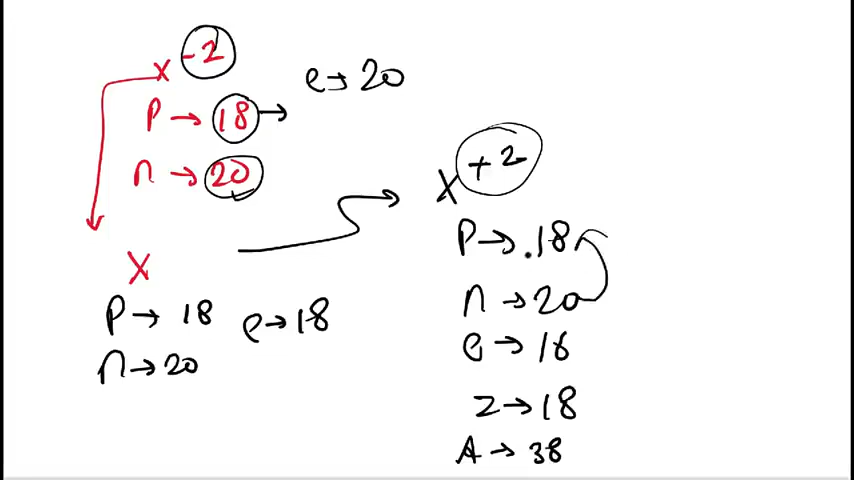 x -2
e → 20
P → 18 →
n → 20
x +2
P → .18
X
n → 20
P → 18 e → 18
e → 16
n → 20
z → 18
A → 38